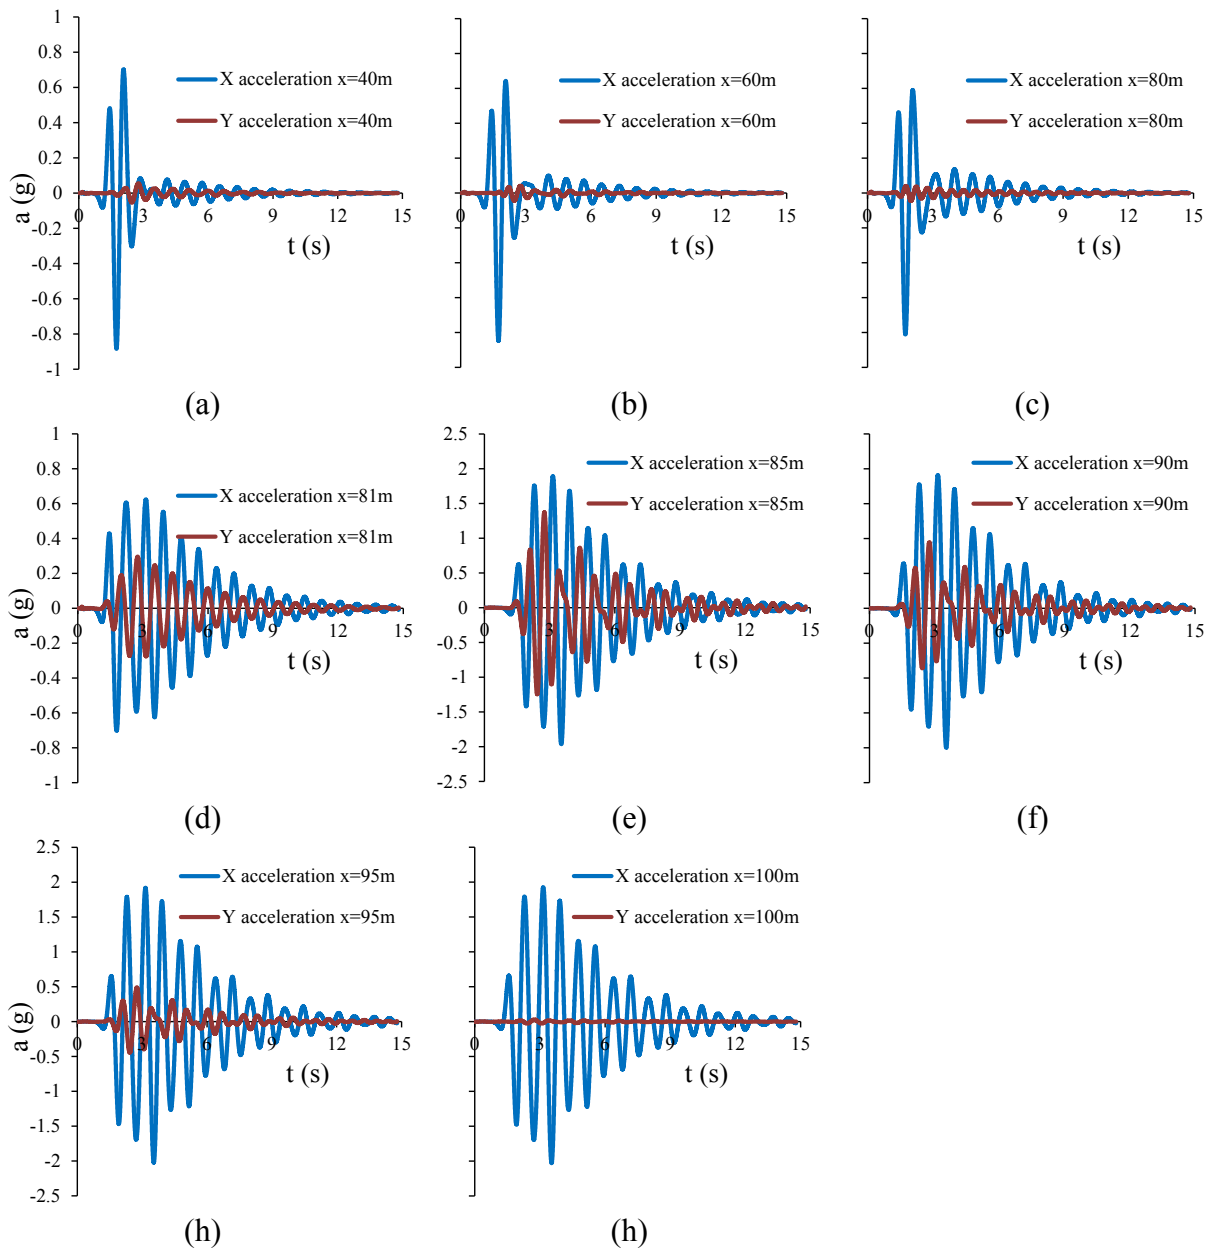 1
0.8
0.6
0.4
0.2
0
-0.2
-0.4
-0.6
-0.8
-1
a (g)
0 3 6 9 12 15
t (s)
X acceleration x=40m
Y acceleration x=40m
(a)
0 3 6 9 12 15
t (s)
X acceleration x=60m
Y acceleration x=60m
(b)
0 3 6 9 12 15
t (s)
X acceleration x=80m
Y acceleration x=80m
(c)
1
0.8
0.6
0.4
0.2
0
-0.2
-0.4
-0.6
-0.8
-1
a (g)
0 3 6 9 12 15
t (s)
X acceleration x=81m
Y acceleration x=81m
(d)
2.5
2
1.5
1
0.5
0
-0.5
-1
-1.5
-2
-2.5
0 3 6 9 12 15
t (s)
X acceleration x=85m
Y acceleration x=85m
(e)
0 3 6 9 12 15
t (s)
X acceleration x=90m
Y acceleration x=90m
(f)
2.5
2
1.5
1
0.5
0
-0.5
-1
-1.5
-2
-2.5
a (g)
0 3 6 9 12 15
t (s)
X acceleration x=95m
Y acceleration x=95m
(h)
0 3 6 9 12 15
t (s)
X acceleration x=100m
Y acceleration x=100m
(h)